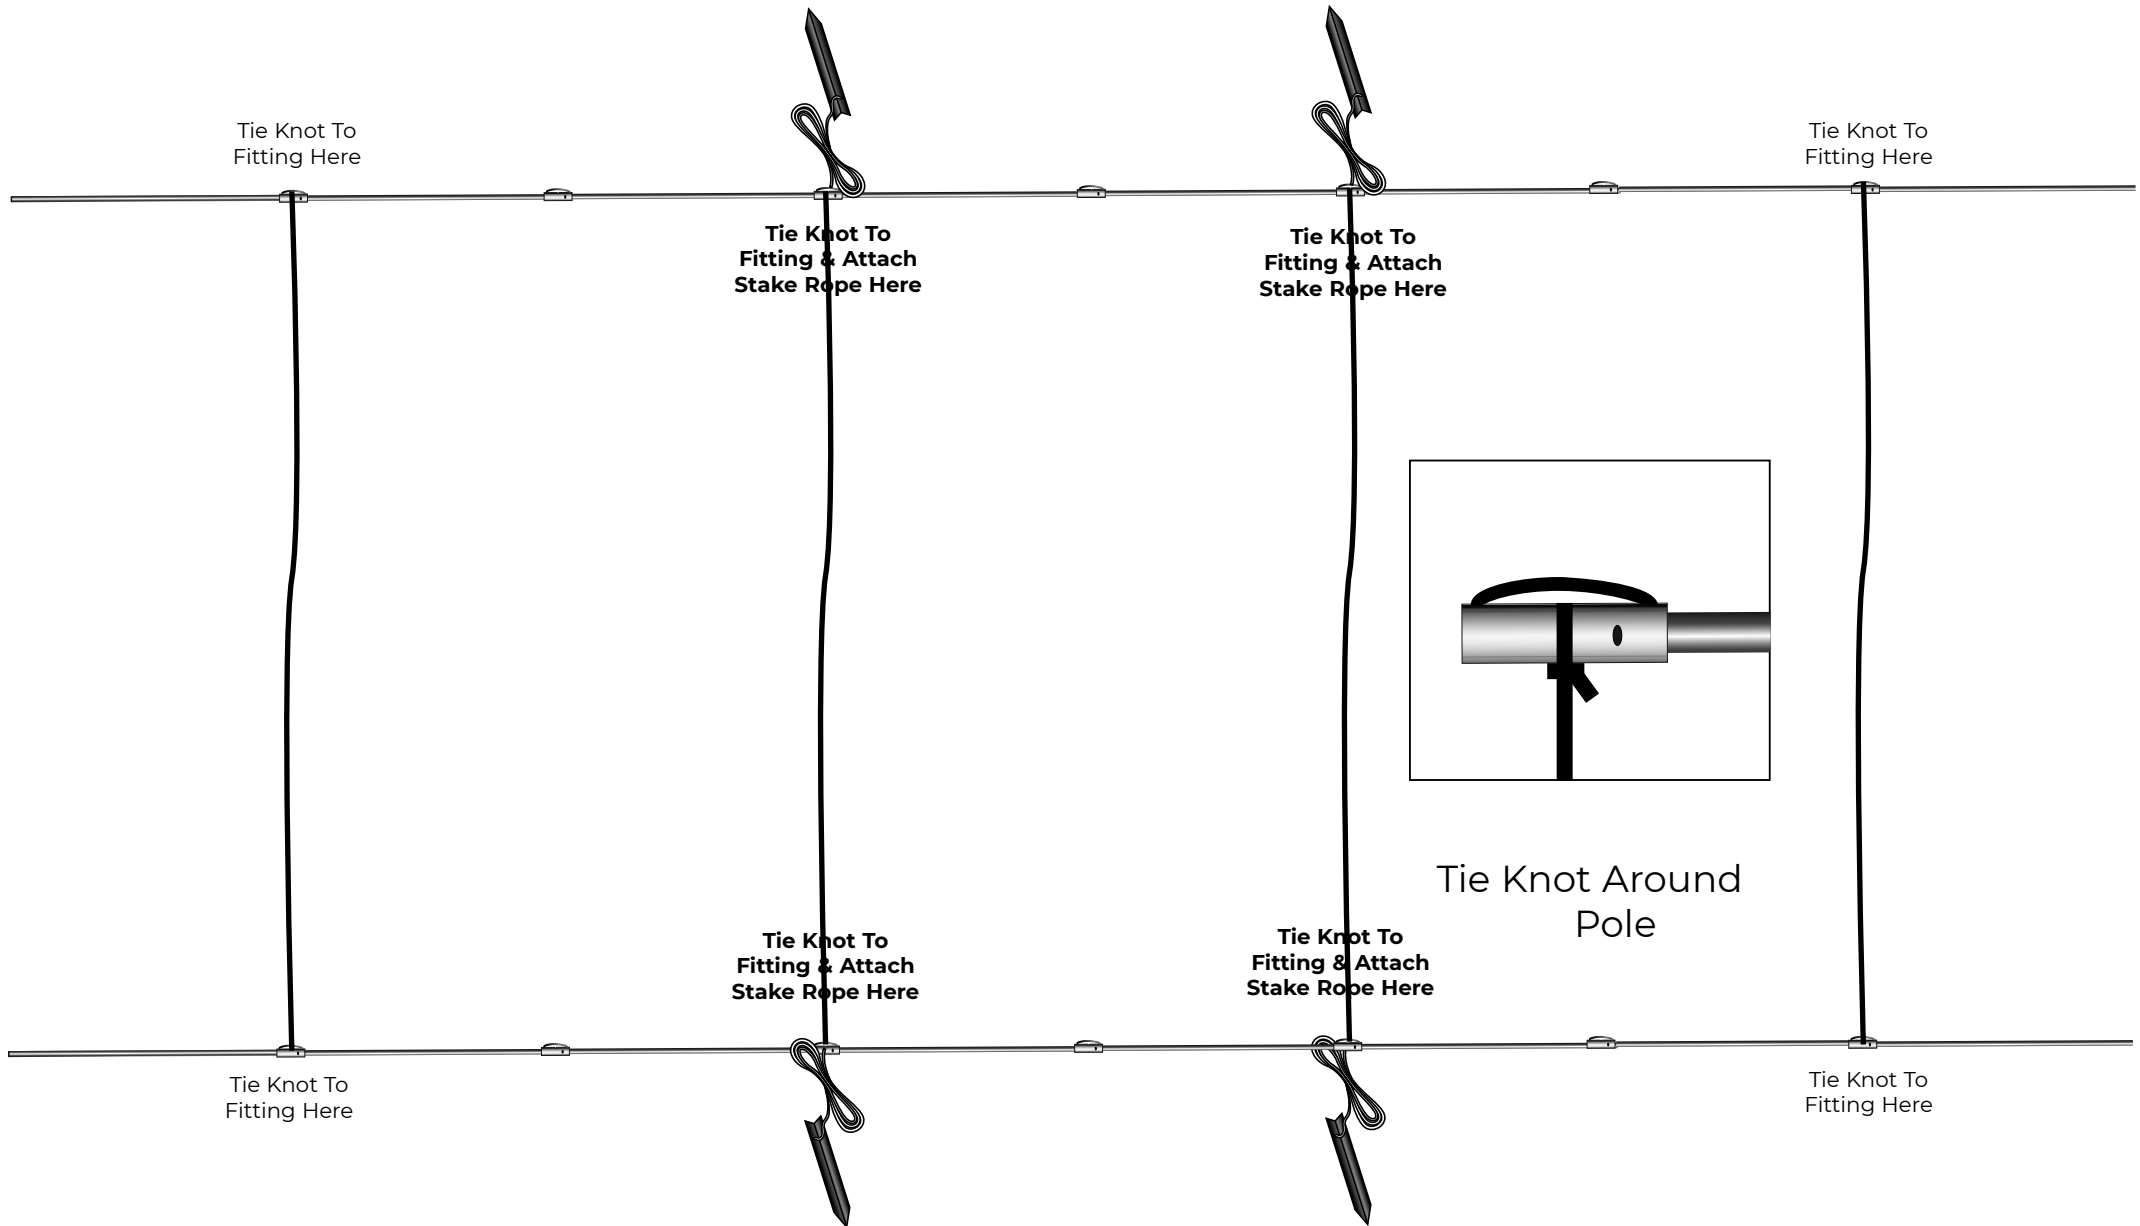 Tie Knot To
Fitting Here
Tie Knot To
Fitting Here
Tie Knot To
Fitting & Attach
Stake Rope Here
Tie Knot To
Fitting & Attach
Stake Rope Here
Tie Knot Around
Pole
Tie Knot To
Fitting & Attach
Stake Rope Here
Tie Knot To
Fitting & Attach
Stake Rope Here
Tie Knot To
Fitting Here
Tie Knot To
Fitting Here